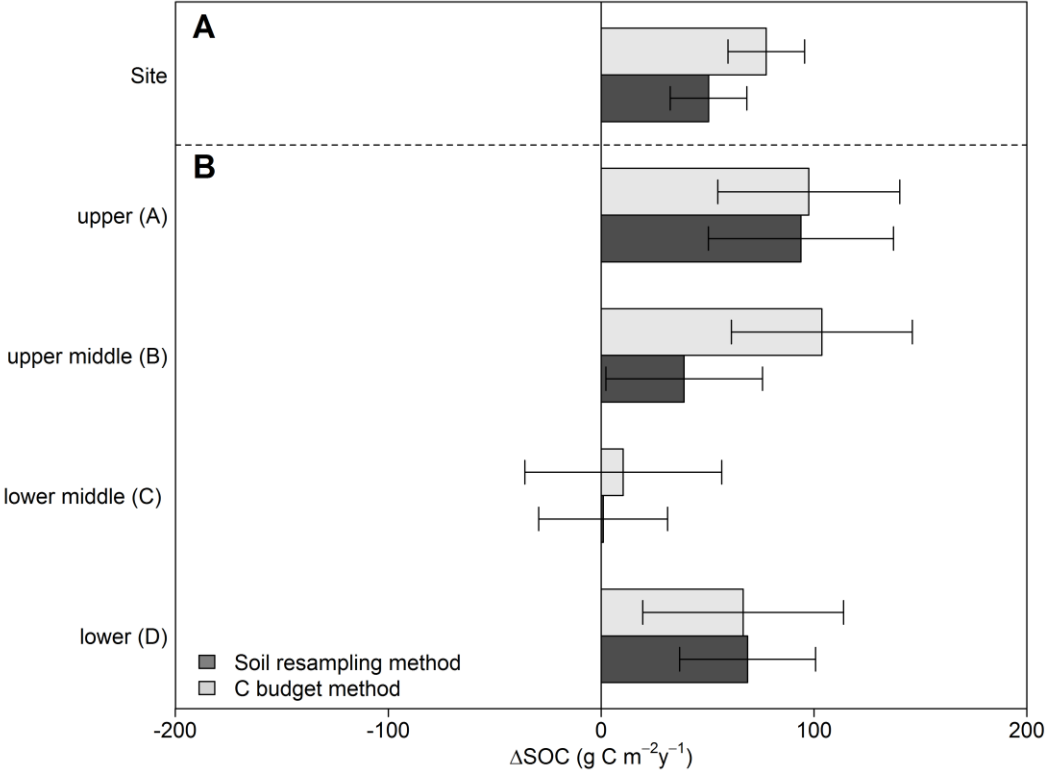 A
Site
B
upper (A)
upper middle (B)
lower middle (C)
lower (D)
Soil resampling method
C budget method
-200 -100 0 100 200
ΔSOC (g C m⁻²y⁻¹)